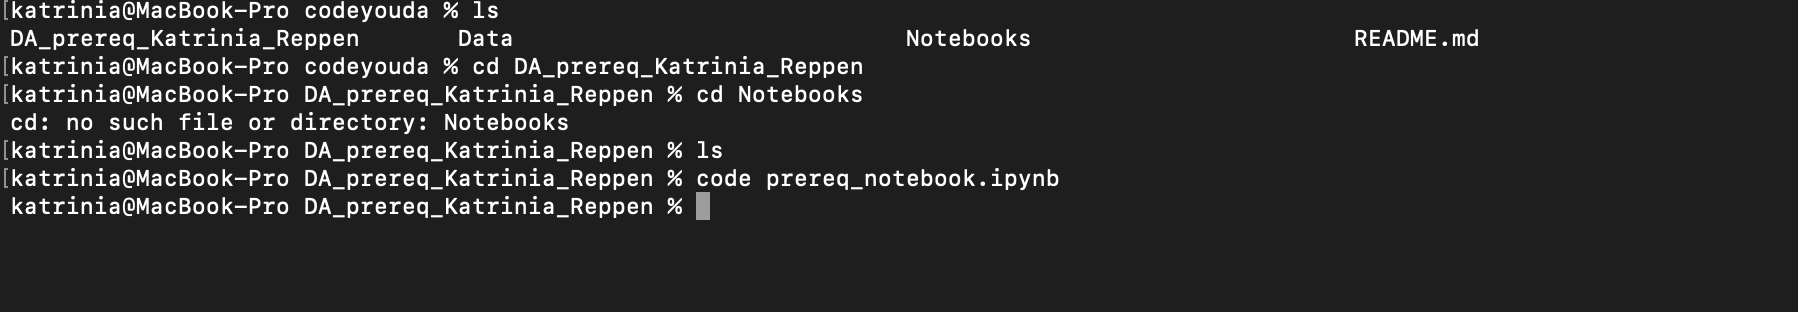 [katrinia@MacBook-Pro codeyouda % ls
DA_prereq_Katrinia_Reppen Data Notebooks README.md
[katrinia@MacBook-Pro codeyouda % cd DA_prereq_Katrinia_Reppen
[katrinia@MacBook-Pro DA_prereq_Katrinia_Reppen % cd Notebooks
cd: no such file or directory: Notebooks
[katrinia@MacBook-Pro DA_prereq_Katrinia_Reppen % ls
[katrinia@MacBook-Pro DA_prereq_Katrinia_Reppen % code prereq_notebook.ipynb
katrinia@MacBook-Pro DA_prereq_Katrinia_Reppen %